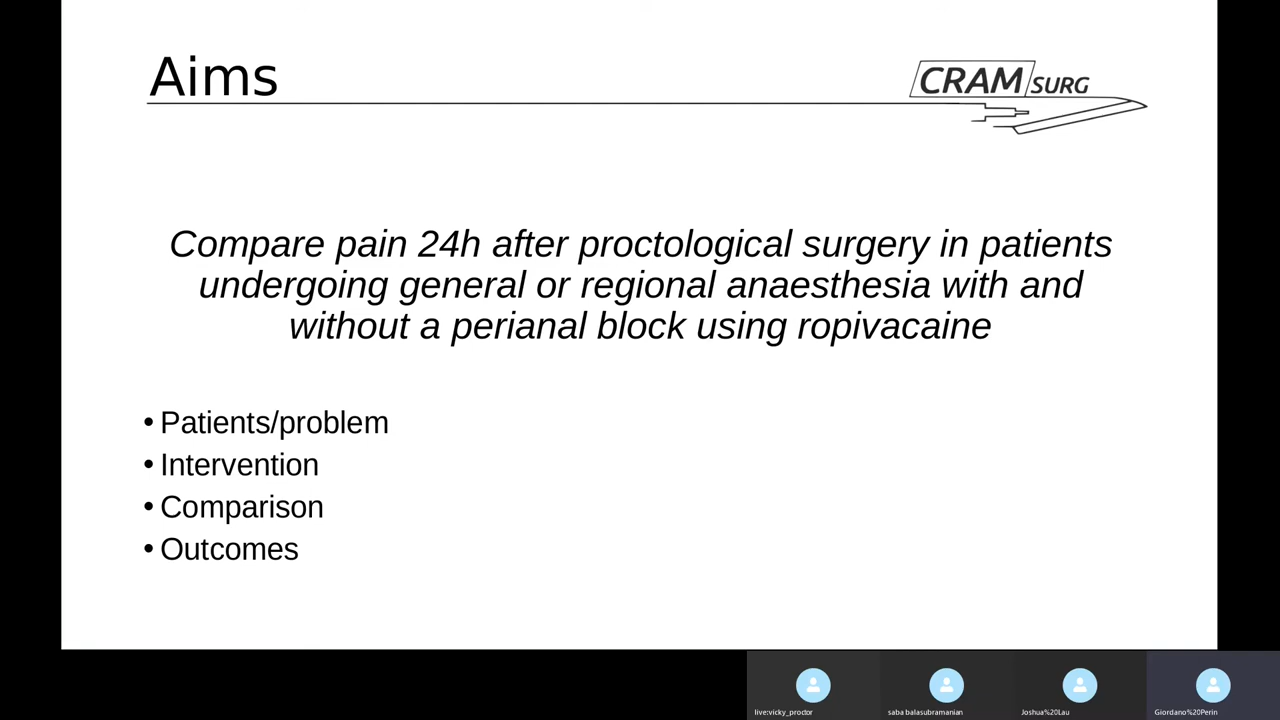 Aims
CRAM SURG
Compare pain 24h after proctological surgery in patients
undergoing general or regional anaesthesia with and
without a perianal block using ropivacaine
• Patients/problem
• Intervention
• Comparison
• Outcomes
live:vicky_proctor
saba balasubramanian
Joshua%20Lau
Giordano%20Perin